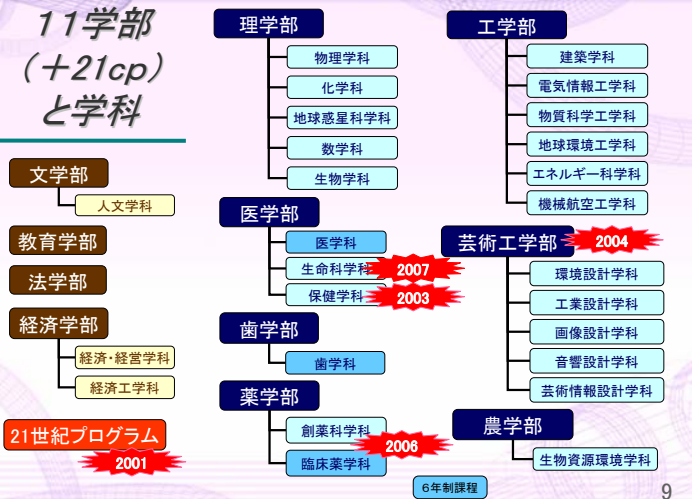 11学部
(+21cp)
と学科
文学部
人文学科
教育学部
法学部
経済学部
経済・経営学科
経済工学科
21世紀プログラム
2001
理学部
物理学科
化学科
地球惑星科学科
数学科
生物学科
医学部
医学科
生命科学科
2007
保健学科
2003
歯学部
歯学科
薬学部
創薬科学科
2006
臨床薬学科
工学部
建築学科
電気情報工学科
物質科学工学科
地球環境工学科
エネルギー科学科
機械航空工学科
芸術工学部
2004
環境設計学科
工業設計学科
画像設計学科
音響設計学科
芸術情報設計学科
農学部
生物資源環境学科
6年制課程
9